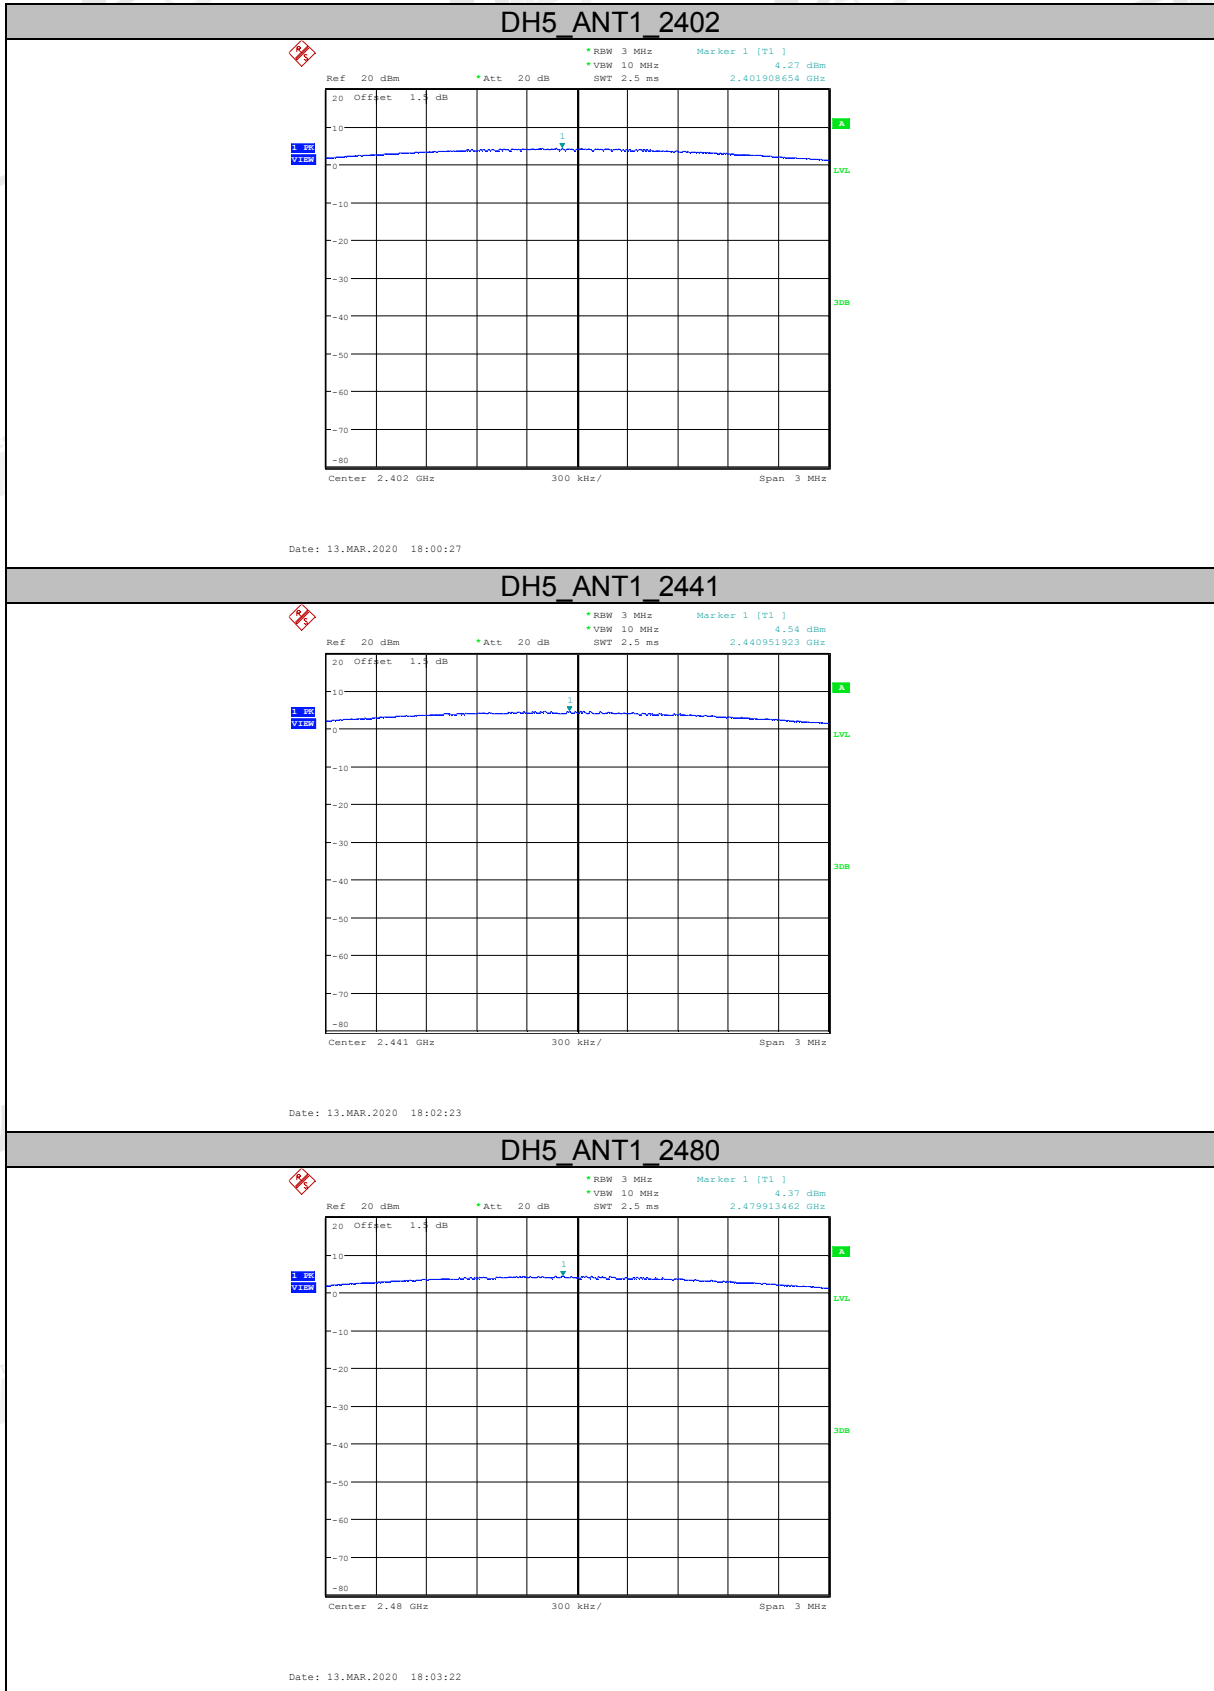 DH5_ANT1_2402
R S
*RBW 3 MHz Marker 1 [T1 ]
*VBW 10 MHz 4.27 dBm
Ref 20 dBm *Att 20 dB SWT 2.5 ms 2.401908654 GHz
20 Offset 1.5 dB
A
10
1
1 PK
VIEW
0
LVL
-10
-20
-30
3DB
-40
-50
-60
-70
-80
Center 2.402 GHz 300 kHz/ Span 3 MHz
Date: 13.MAR.2020 18:00:27
DH5_ANT1_2441
R S
*RBW 3 MHz Marker 1 [T1 ]
*VBW 10 MHz 4.54 dBm
Ref 20 dBm *Att 20 dB SWT 2.5 ms 2.440951923 GHz
20 Offset 1.5 dB
A
10
1
1 PK
VIEW
0
LVL
-10
-20
-30
3DB
-40
-50
-60
-70
-80
Center 2.441 GHz 300 kHz/ Span 3 MHz
Date: 13.MAR.2020 18:02:23
DH5_ANT1_2480
R S
*RBW 3 MHz Marker 1 [T1 ]
*VBW 10 MHz 4.37 dBm
Ref 20 dBm *Att 20 dB SWT 2.5 ms 2.479913462 GHz
20 Offset 1.5 dB
A
10
1
1 PK
VIEW
0
LVL
-10
-20
-30
3DB
-40
-50
-60
-70
-80
Center 2.48 GHz 300 kHz/ Span 3 MHz
Date: 13.MAR.2020 18:03:22